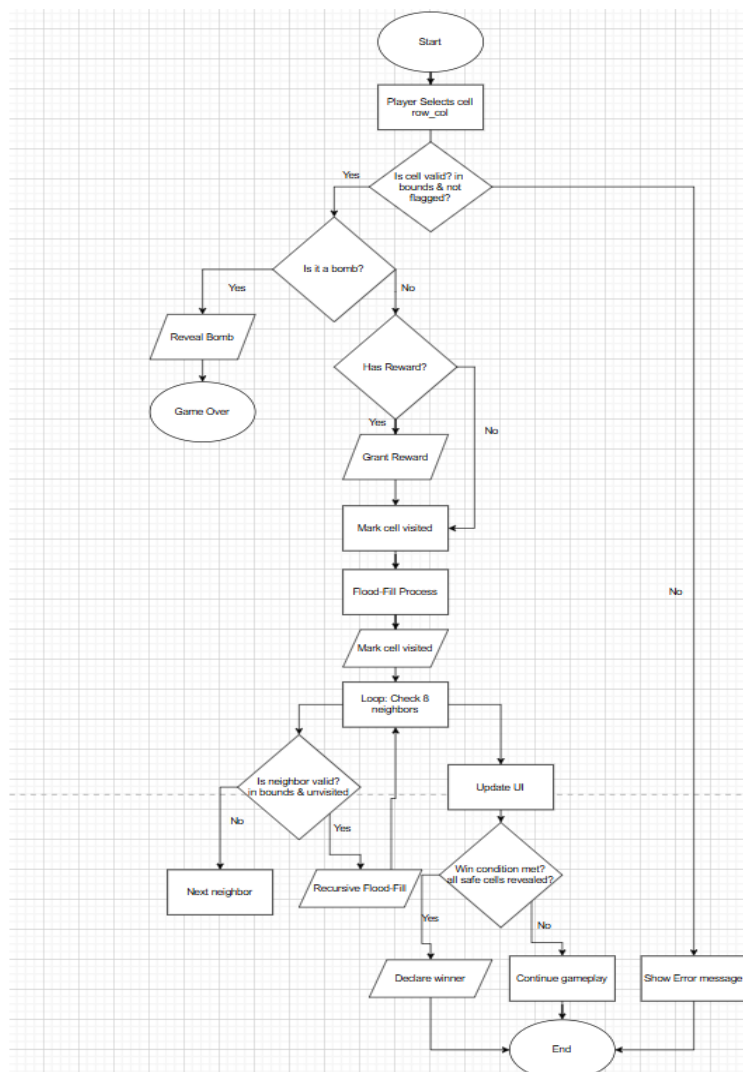 Start
Player Selects cell
row_col
Is cell valid? in
bounds & not
flagged?
Yes
Is it a bomb?
Yes
No
Reveal Bomb
Has Reward?
Game Over
Yes
No
Grant Reward
Mark cell visited
Flood-Fill Process
No
Mark cell visited
Loop: Check 8
neighbors
Is neighbor valid?
in bounds & unvisited
Update UI
No
Yes
Win condition met?
all safe cells revealed?
Next neighbor
Recursive Flood-Fill
Yes
No
Declare winner
Continue gameplay
Show Error message
End